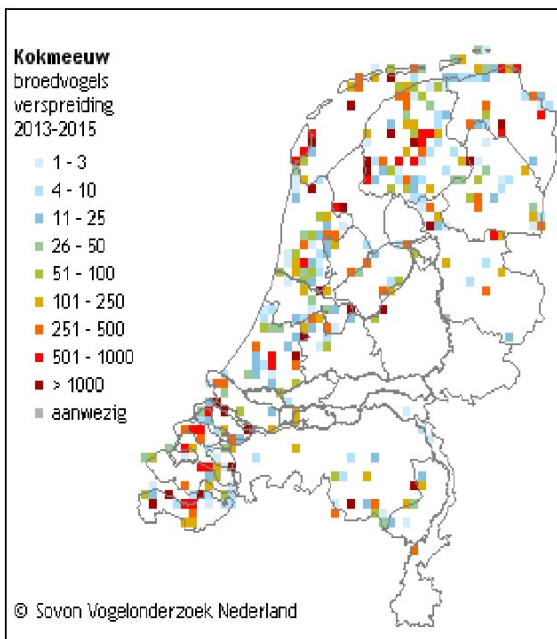 Kokmeeuw
broedvogels
verspreiding
2013-2015
1 - 3
4 - 10
11 - 25
26 - 50
51 - 100
101 - 250
251 - 500
501 - 1000
> 1000
aanwezig
© Sovon Vogelonderzoek Nederland